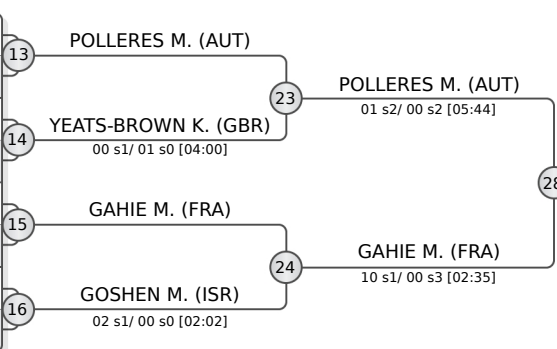 13
POLLERES M. (AUT)
23
POLLERES M. (AUT)
01 s2/ 00 s2 [05:44]
14
YEATS-BROWN K. (GBR)
00 s1/ 01 s0 [04:00]
28
15
GAHIE M. (FRA)
24
GAHIE M. (FRA)
10 s1/ 00 s3 [02:35]
16
GOSHEN M. (ISR)
02 s1/ 00 s0 [02:02]